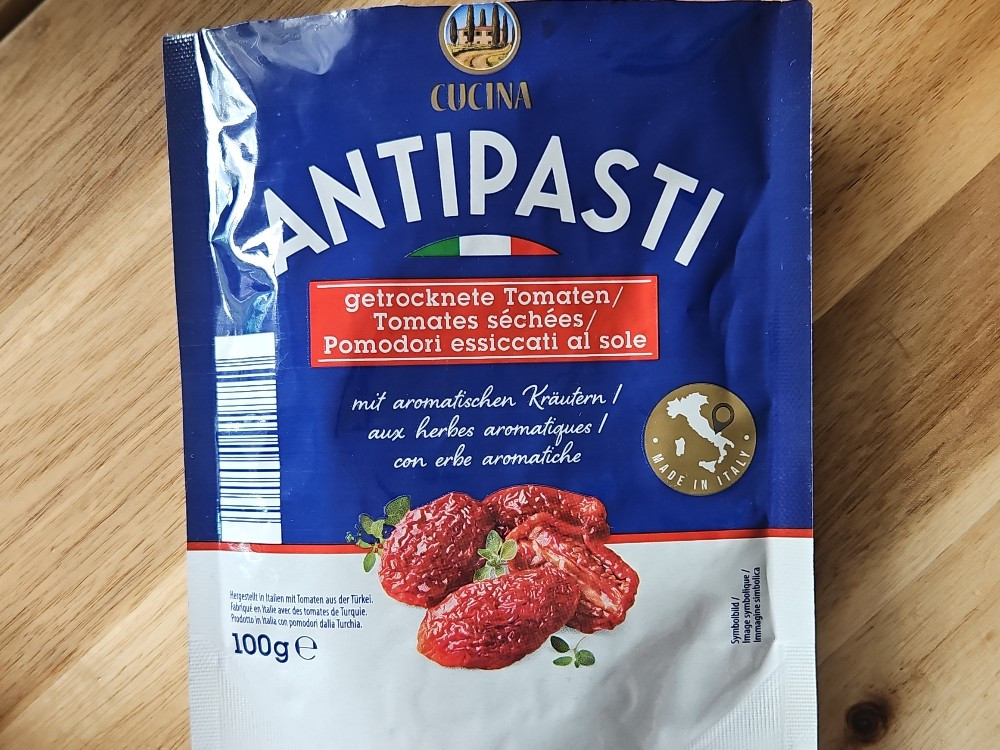 CUCINA
ANTIPASTI
getrocknete Tomaten/
Tomates séchées/
Pomodori essiccati al sole
mit aromatischen Kräutern /
aux herbes aromatiques /
con erbe aromatiche
MADE IN ITALY
Hergestellt in Italien mit Tomaten aus der Türkei.
Fabriqué en Italie avec des tomates de Turquie.
Prodotto in Italia con pomodori dalla Turchia.
100g ℮
Symbolbild /
Image symbolique /
Immagine simbolica